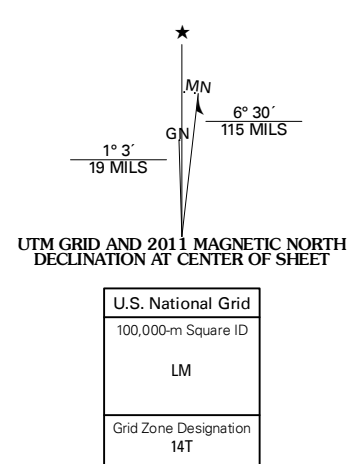 ★
MN
GN
6° 30´
115 MILS
1° 3´
19 MILS
UTM GRID AND 2011 MAGNETIC NORTH
DECLINATION AT CENTER OF SHEET
U.S. National Grid
100,000-m Square ID
LM
Grid Zone Designation
14T